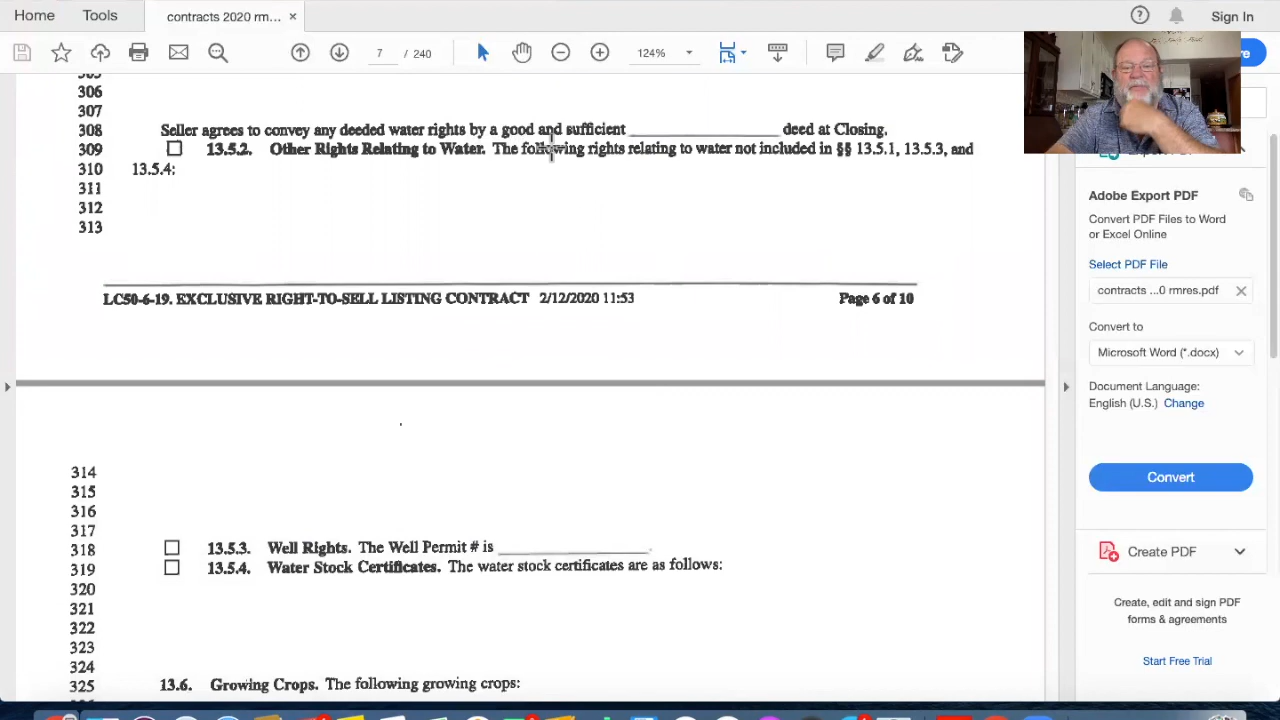 Home Tools contracts 2020 rm... × Sign In
7 / 240 124%
306
307
308 Seller agrees to convey any deeded water rights by a good and sufficient _______________ deed at Closing.
309 13.5.2. Other Rights Relating to Water. The following rights relating to water not included in §§ 13.5.1, 13.5.3, and
310 13.5.4:
311
312
313
LC50-6-19. EXCLUSIVE RIGHT-TO-SELL LISTING CONTRACT 2/12/2020 11:53 Page 6 of 10
314
315
316
317
318 13.5.3. Well Rights. The Well Permit # is _______________.
319 13.5.4. Water Stock Certificates. The water stock certificates are as follows:
320
321
322
323
324
325 13.6. Growing Crops. The following growing crops:
Adobe Export PDF
Convert PDF Files to Word
or Excel Online
Select PDF File
contracts ...0 rmres.pdf ×
Convert to
Microsoft Word (*.docx)
Document Language:
English (U.S.) Change
Convert
Create PDF
Create, edit and sign PDF
forms & agreements
Start Free Trial